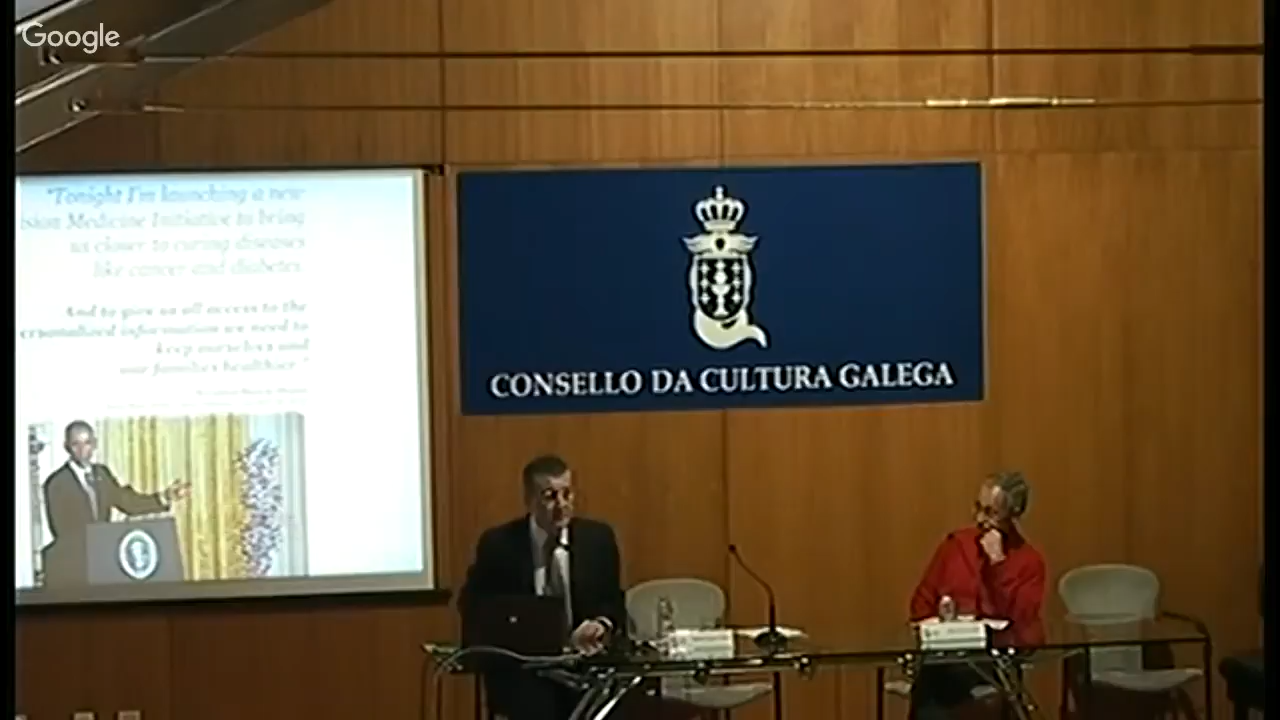 Google
"Tonight I'm launching a new
ision Medicine Initiative to bring
us closer to curing diseases
like cancer and diabetes.
And to give us all access to the
ersonalized information we need to
keep ourselves and
our families healthier."
CONSELLO DA CULTURA GALEGA